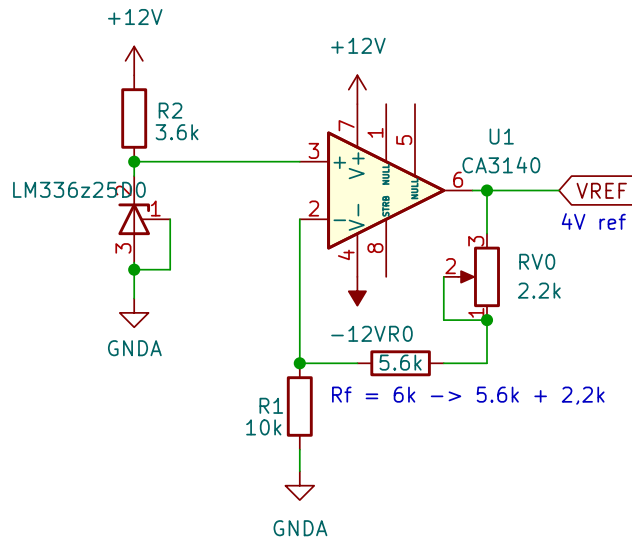 +12V
+12V
R2
3.6k
7
1
5
U1
CA3140
3
+
V+
NULL
NULL
6
VREF
4V ref
LM336z25D0
2
1
3
2
−
V-
STRB
4
8
3
2
1
RV0
2.2k
GNDA
-12VR0
5.6k
R1
10k
Rf = 6k -> 5.6k + 2,2k
GNDA